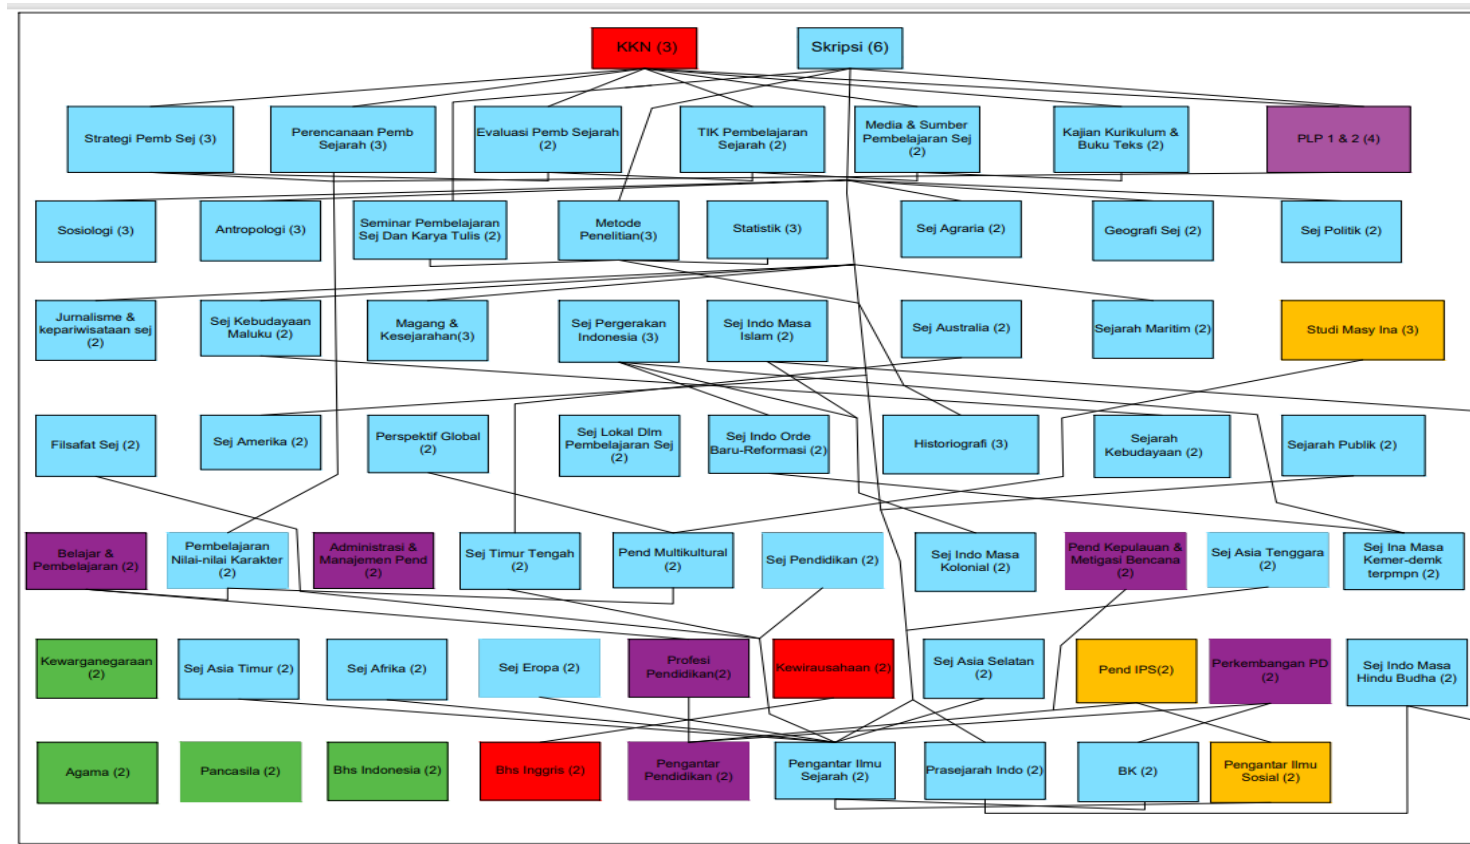 KKN (3)
Skripsi (6)
Strategi Pemb Sej (3)
Perencanaan Pemb
Sejarah (3)
Evaluasi Pemb Sejarah
(2)
TIK Pembelajaran
Sejarah (2)
Media & Sumber
Pembelajaran Sej
(2)
Kajian Kurikulum &
Buku Teks (2)
PLP 1 & 2 (4)
Sosiologi (3)
Antropologi (3)
Seminar Pembelajaran
Sej Dan Karya Tulis (2)
Metode
Penelitian(3)
Statistik (3)
Sej Agraria (2)
Geografi Sej (2)
Sej Politik (2)
Jurnalisme &
kepariwisataan sej
(2)
Sej Kebudayaan
Maluku (2)
Magang &
Kesejarahan(3)
Sej Pergerakan
Indonesia (3)
Sej Indo Masa
Islam (2)
Sej Australia (2)
Sejarah Maritim (2)
Studi Masy Ina (3)
Filsafat Sej (2)
Sej Amerika (2)
Perspektif Global
(2)
Sej Lokal Dlm
Pembelajaran Sej
(2)
Sej Indo Orde
Baru-Reformasi (2)
Historiografi (3)
Sejarah
Kebudayaan (2)
Sejarah Publik (2)
Belajar &
Pembelajaran (2)
Pembelajaran
Nilai-nilai Karakter
(2)
Administrasi &
Manajemen Pend
(2)
Sej Timur Tengah
(2)
Pend Multikultural
(2)
Sej Pendidikan (2)
Sej Indo Masa
Kolonial (2)
Pend Kepulauan &
Metigasi Bencana
(2)
Sej Asia Tenggara
(2)
Sej Ina Masa
Kemer-demk
terpmpn (2)
Kewarganegaraan
(2)
Sej Asia Timur (2)
Sej Afrika (2)
Sej Eropa (2)
Profesi
Pendidikan(2)
Kewirausahaan (2)
Sej Asia Selatan
(2)
Pend IPS(2)
Perkembangan PD
(2)
Sej Indo Masa
Hindu Budha (2)
Agama (2)
Pancasila (2)
Bhs Indonesia (2)
Bhs Inggris (2)
Pengantar
Pendidikan (2)
Pengantar Ilmu
Sejarah (2)
Prasejarah Indo (2)
BK (2)
Pengantar Ilmu
Sosial (2)